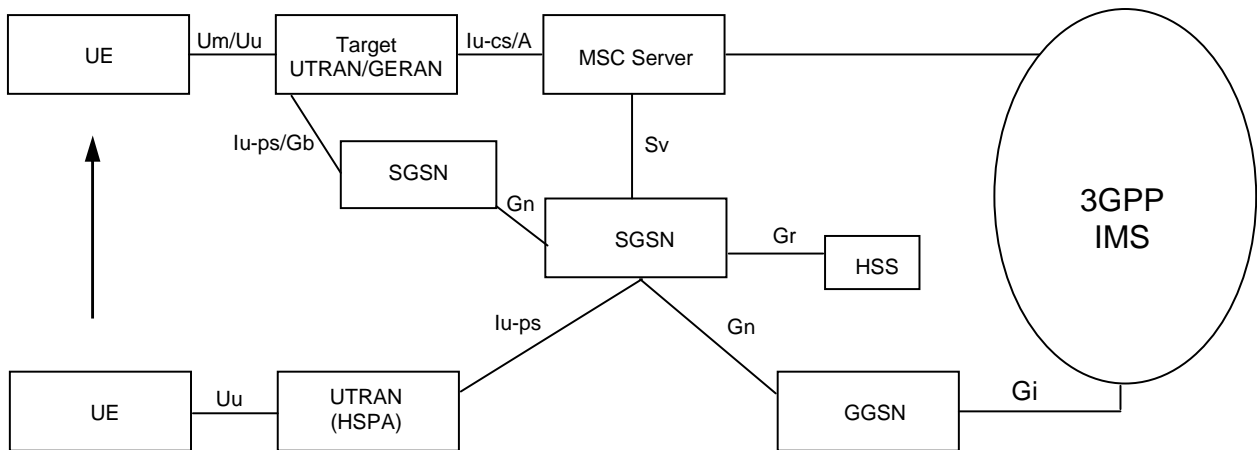 UE
Um/Uu
Target
UTRAN/GERAN
Iu-cs/A
MSC Server
Iu-ps/Gb
SGSN
Sv
Gn
SGSN
Gr
HSS
3GPP
IMS
Iu-ps
Gn
UE
Uu
UTRAN
(HSPA)
GGSN
Gi